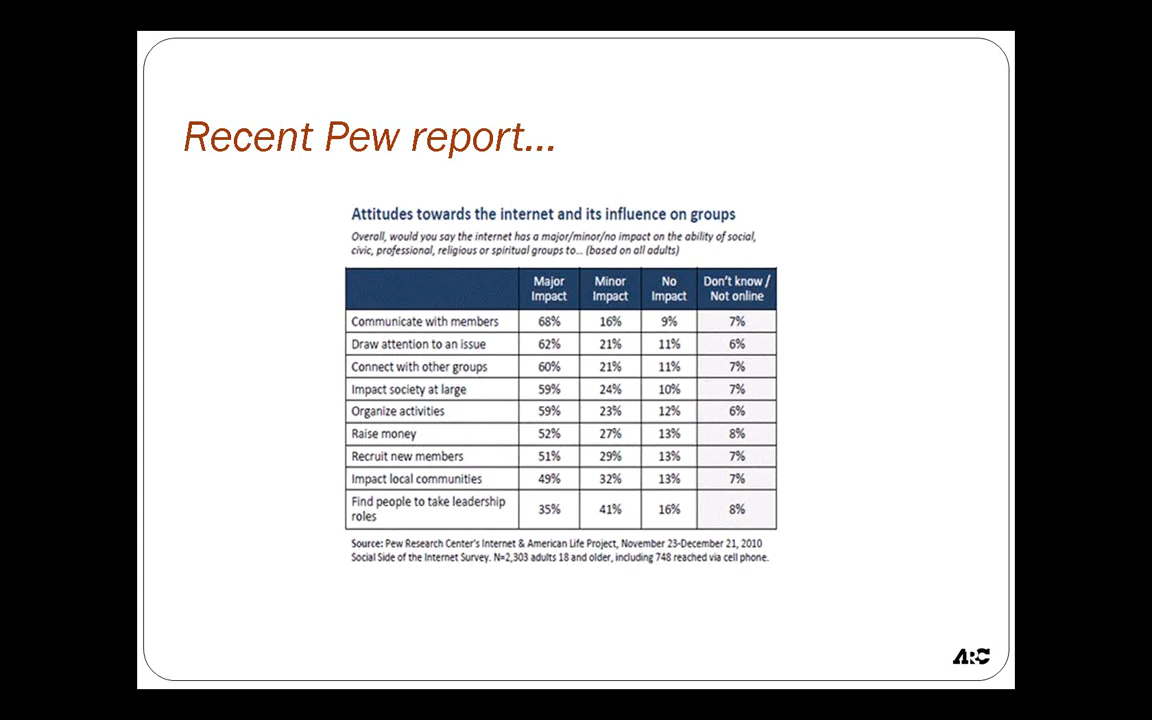 Recent Pew report...
Attitudes towards the internet and its influence on groups
Overall, would you say the internet has a major/minor/no impact on the ability of social,
civic, professional, religious or spiritual groups to... (based on all adults)
Major Impact Minor Impact No Impact Don't know / Not online
Communicate with members 68% 16% 9% 7%
Draw attention to an issue 62% 21% 11% 6%
Connect with other groups 60% 21% 11% 7%
Impact society at large 59% 24% 10% 7%
Organize activities 59% 23% 12% 6%
Raise money 52% 27% 13% 8%
Recruit new members 51% 29% 13% 7%
Impact local communities 49% 32% 13% 7%
Find people to take leadership roles 35% 41% 16% 8%
Source: Pew Research Center's Internet & American Life Project, November 23-December 21, 2010
Social Side of the Internet Survey. N=2,303 adults 18 and older, including 748 reached via cell phone.
ARC